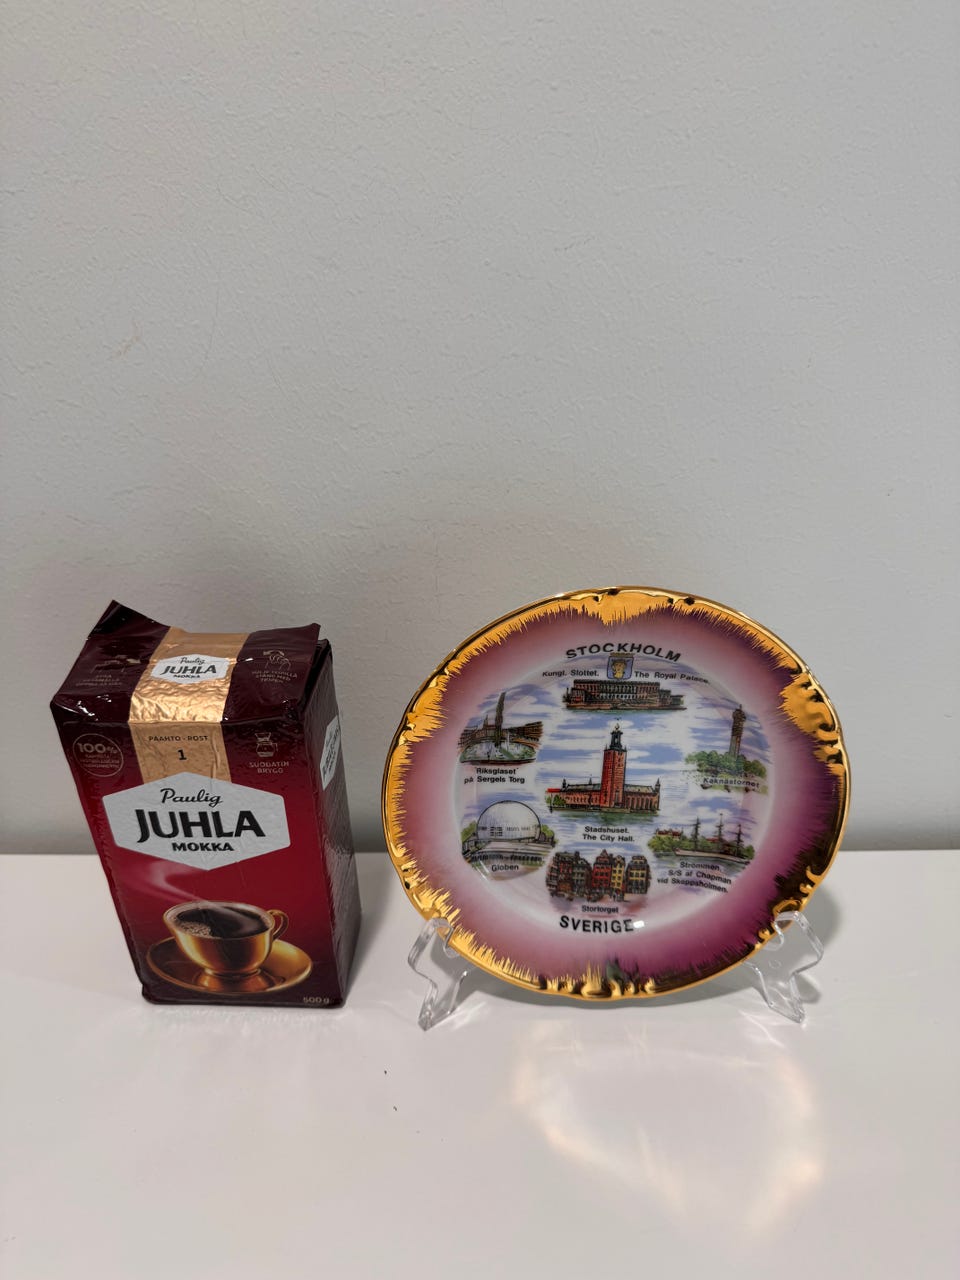 Paulig
JUHLA
MOKKA
PAAHTO - ROST
1
100%
SUODATIN
BRYGG
Paulig
JUHLA
MOKKA
500 g
STOCKHOLM
Kungl. Slottet. The Royal Palace.
Riksglaset
på Sergels Torg
Kaknästornet
Stadshuset.
The City Hall.
Globen
Strömmen.
S/S af Chapman
vid Skeppsholmen.
Stortorget
SVERIGE